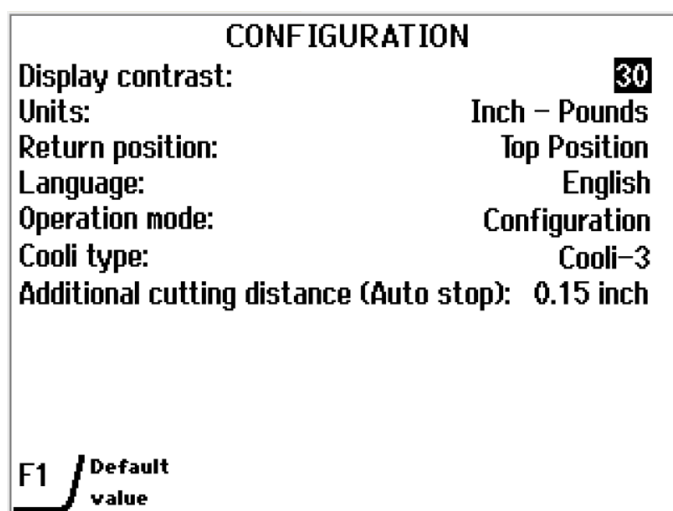 CONFIGURATION
Display contrast: 30
Units: Inch – Pounds
Return position: Top Position
Language: English
Operation mode: Configuration
Cooli type: Cooli–3
Additional cutting distance (Auto stop): 0.15 inch
F1 Default
value